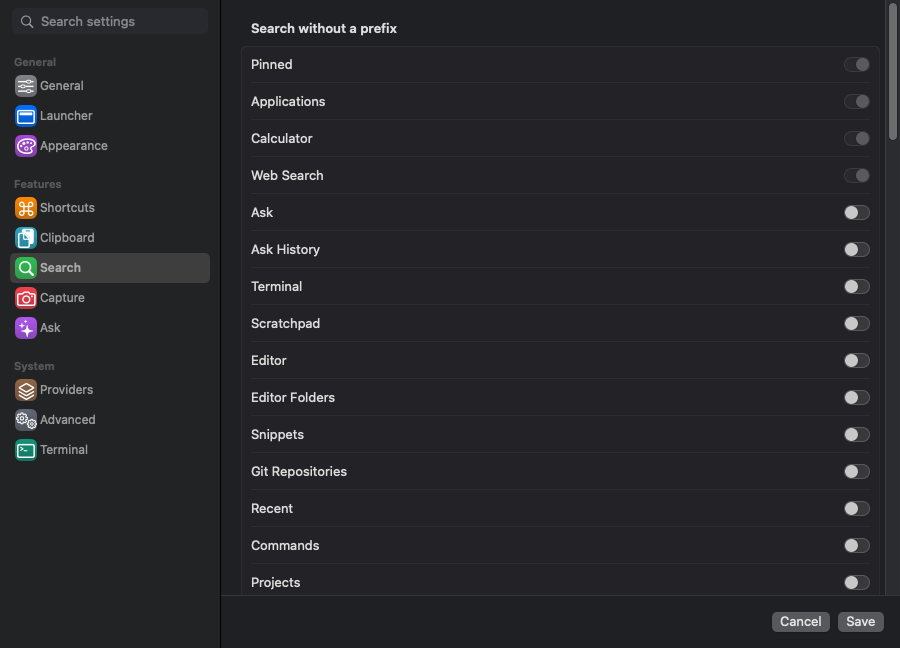 Search settings
General
General
Launcher
Appearance
Features
Shortcuts
Clipboard
Search
Capture
Ask
System
Providers
Advanced
Terminal
Search without a prefix
Pinned
Applications
Calculator
Web Search
Ask
Ask History
Terminal
Scratchpad
Editor
Editor Folders
Snippets
Git Repositories
Recent
Commands
Projects
Cancel
Save